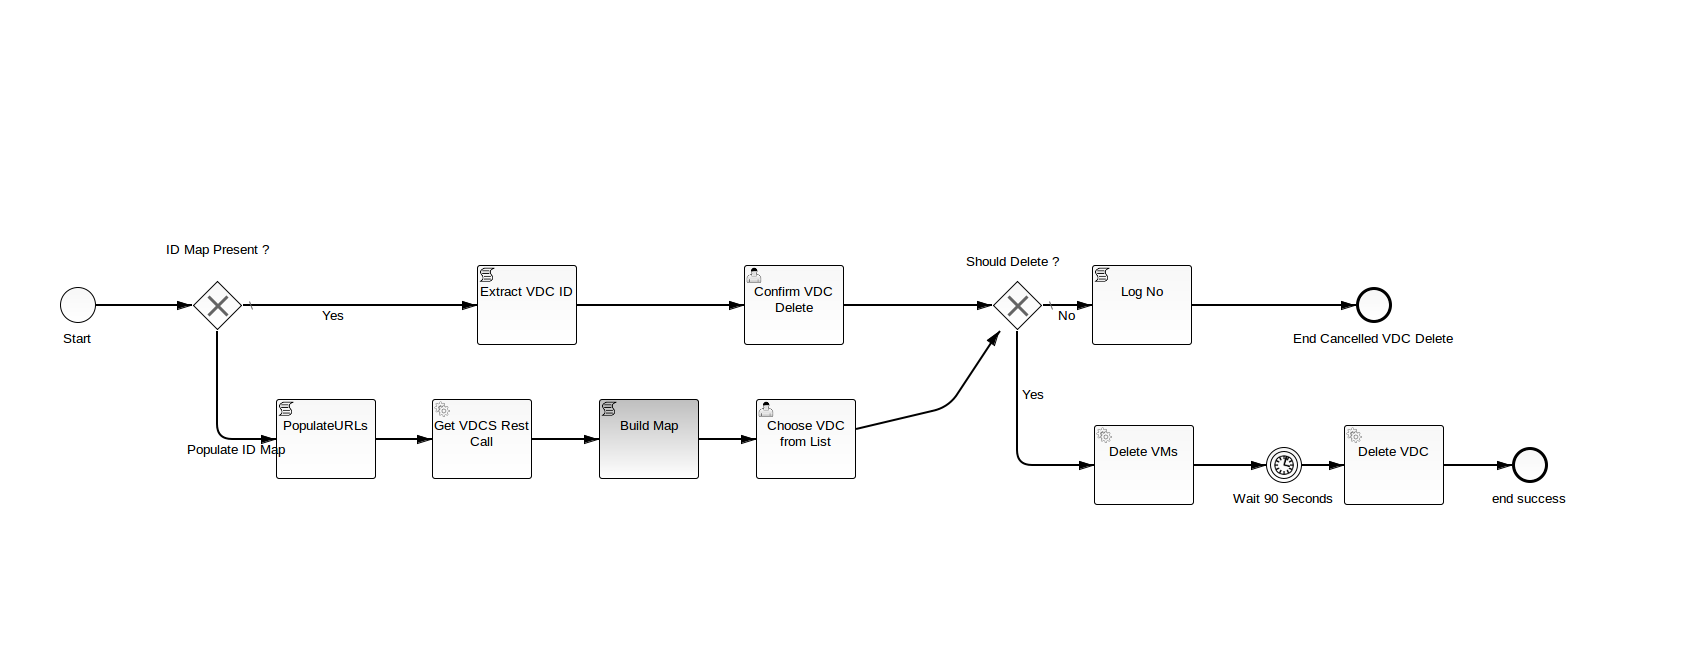 ID Map Present ?
Should Delete ?
Extract VDC ID
Confirm VDC
Delete
Log No
Yes
No
Start
End Cancelled VDC Delete
Yes
PopulateURLs
Get VDCS Rest
Call
Build Map
Choose VDC
from List
Populate ID Map
Delete VMs
Delete VDC
Wait 90 Seconds
end success